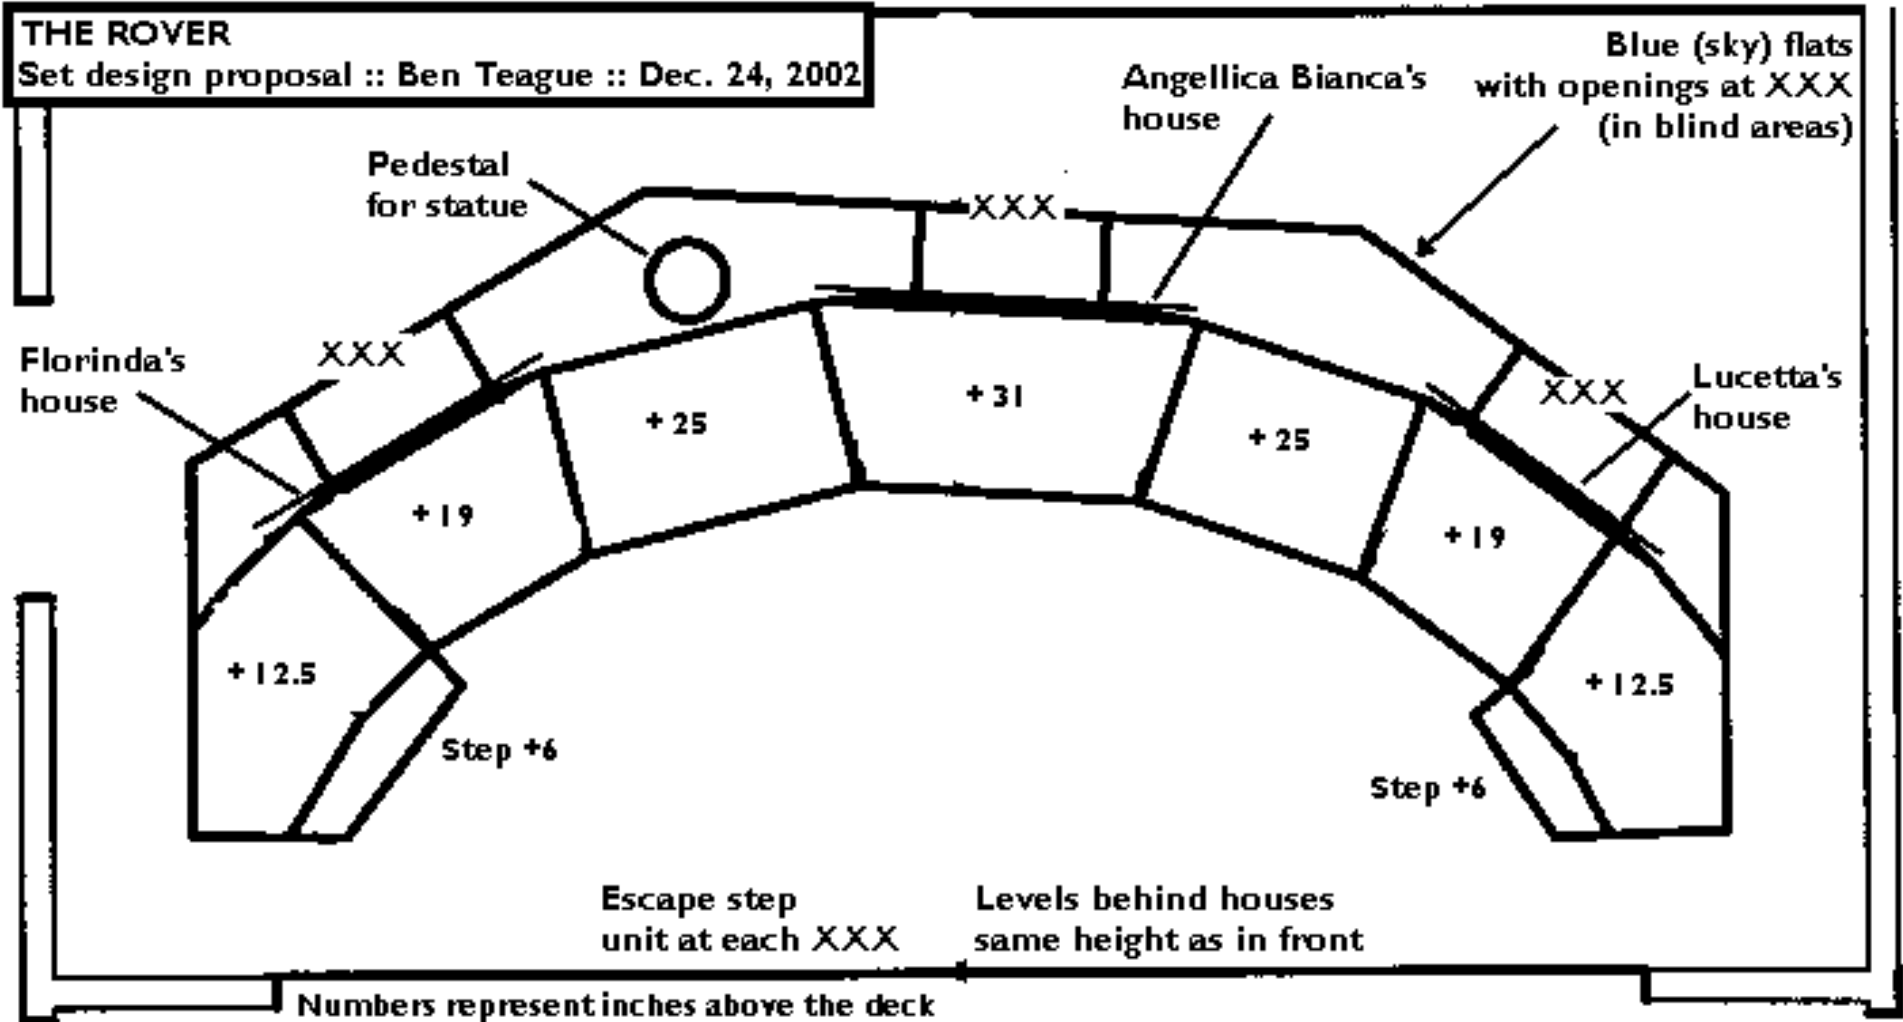 THE ROVER
Set design proposal :: Ben Teague :: Dec. 24, 2002
Blue (sky) flats
with openings at XXX
(in blind areas)
Angellica Bianca's
house
Pedestal
for statue
XXX
XXX
Florinda's
house
XXX
Lucetta's
house
+ 31
+ 25
+ 25
+ 19
+ 19
+ 12.5
+ 12.5
Step +6
Step +6
Escape step
unit at each XXX
Levels behind houses
same height as in front
Numbers represent inches above the deck